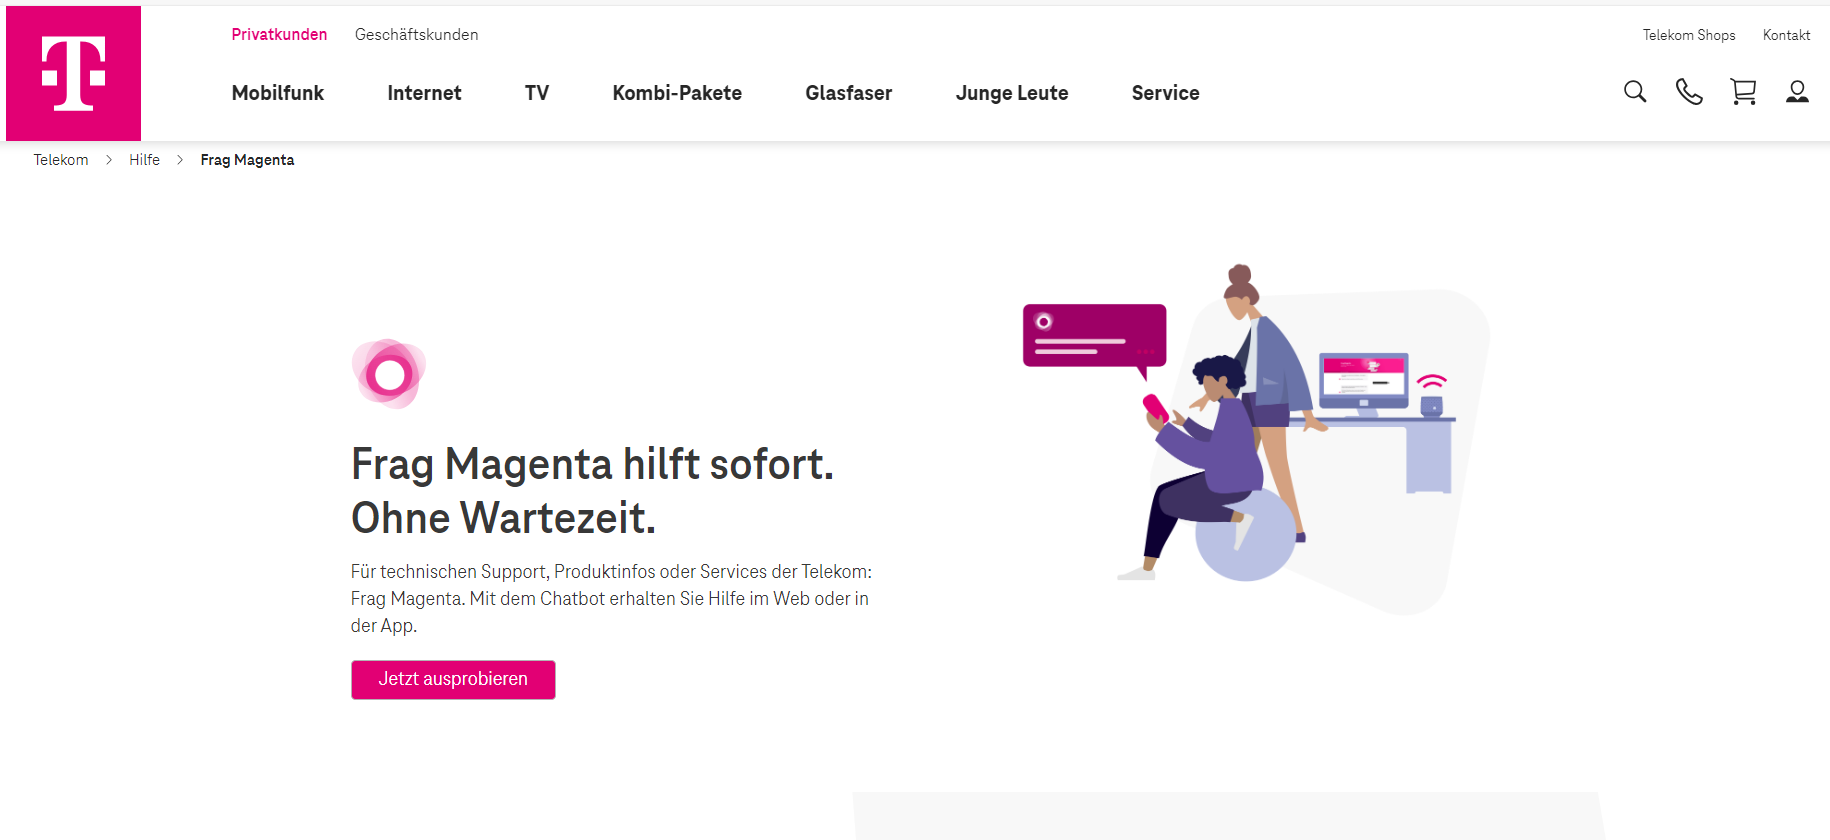 Privatkunden Geschäftskunden Telekom Shops Kontakt
T
Mobilfunk Internet TV Kombi-Pakete Glasfaser Junge Leute Service
Telekom > Hilfe > Frag Magenta
Frag Magenta hilft sofort.
Ohne Wartezeit.
Für technischen Support, Produktinfos oder Services der Telekom:
Frag Magenta. Mit dem Chatbot erhalten Sie Hilfe im Web oder in
der App.
Jetzt ausprobieren